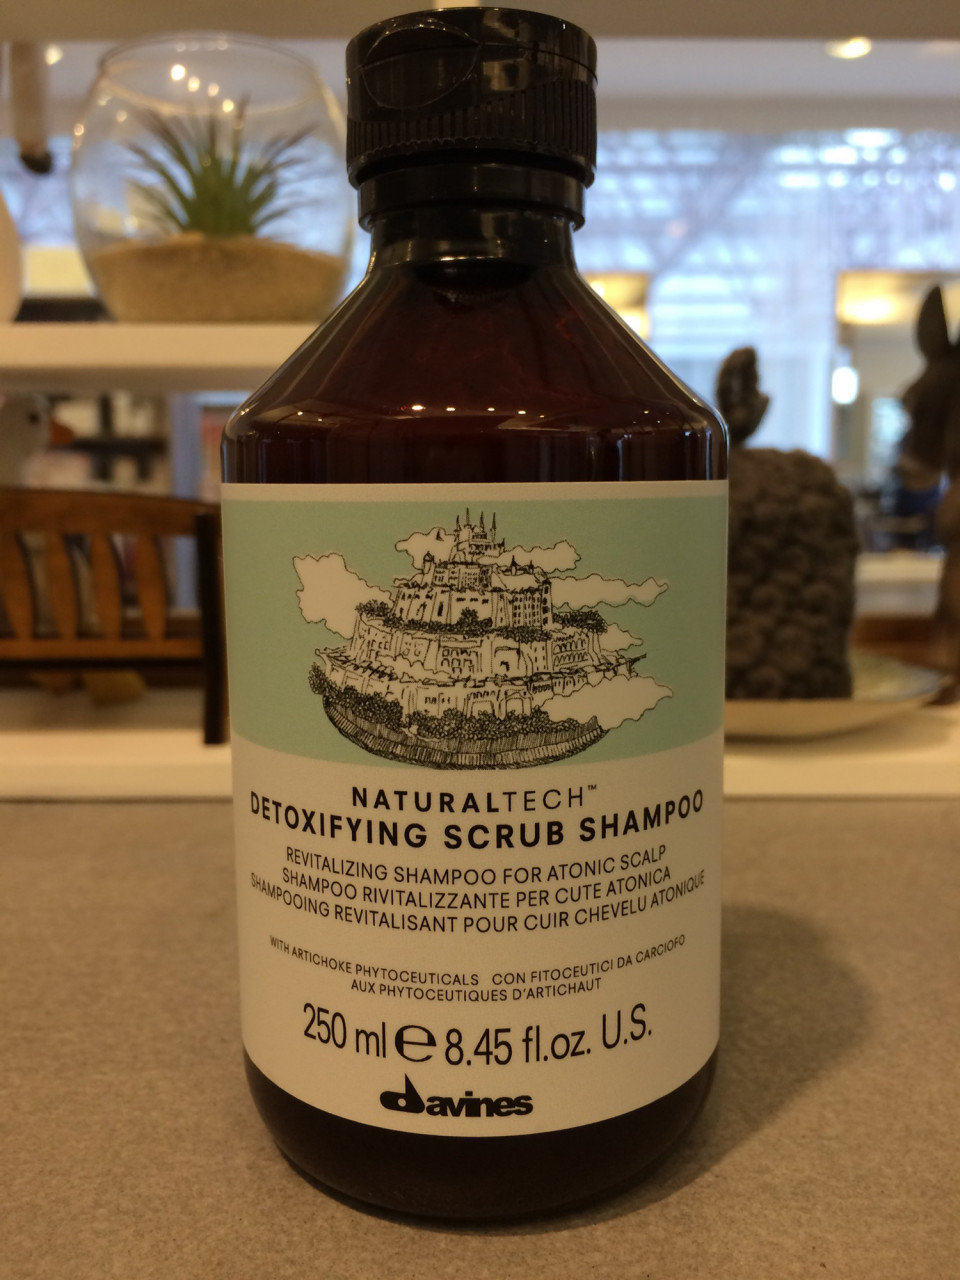 NATURALTECH™
DETOXIFYING SCRUB SHAMPOO
REVITALIZING SHAMPOO FOR ATONIC SCALP
SHAMPOO RIVITALIZZANTE PER CUTE ATONICA
SHAMPOOING REVITALISANT POUR CUIR CHEVELU ATONIQUE
WITH ARTICHOKE PHYTOCEUTICALS CON FITOCEUTICI DA CARCIOFO
AUX PHYTOCEUTIQUES D'ARTICHAUT
250 ml ℮ 8.45 fl.oz. U.S.
davines